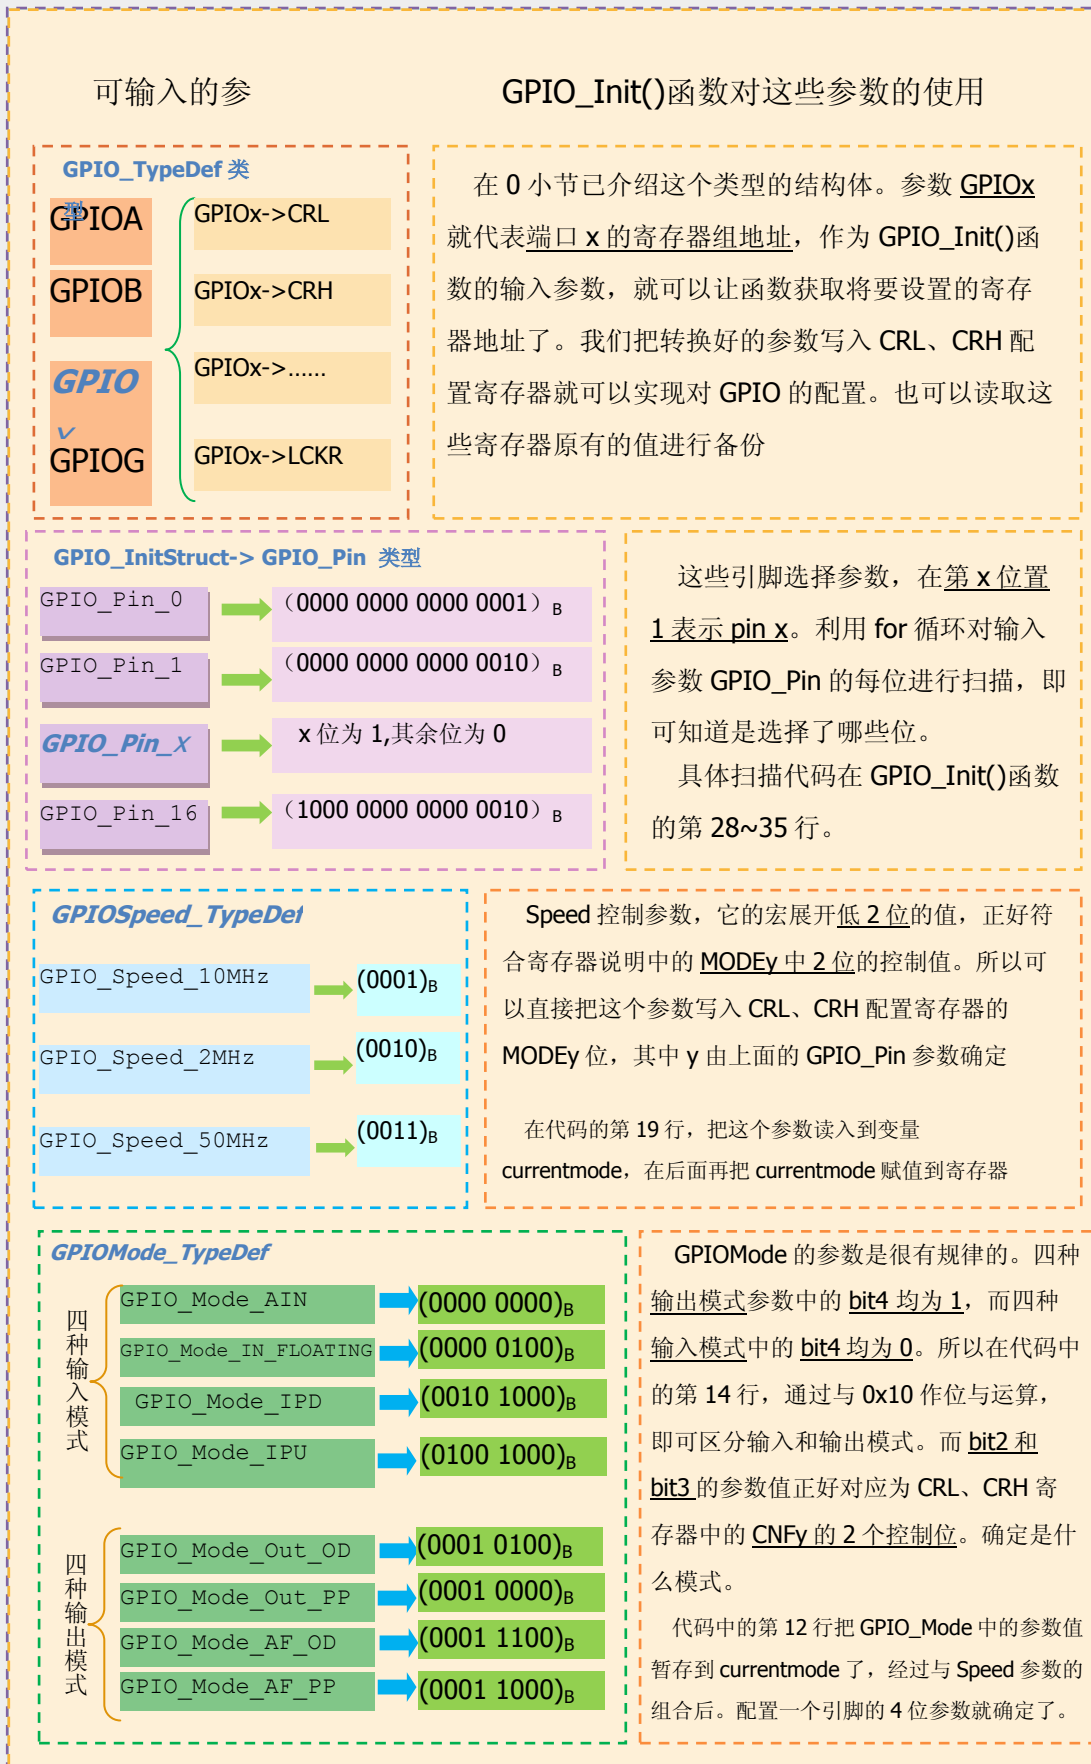 可输入的参
GPIO_Init()函数对这些参数的使用
GPIO_TypeDef 类
型
GPIOA
GPIOB
GPIO
x
GPIOG
GPIOx->CRL
GPIOx->CRH
GPIOx->......
GPIOx->LCKR
在 0 小节已介绍这个类型的结构体。参数 GPIOx
就代表端口 x 的寄存器组地址，作为 GPIO_Init()函
数的输入参数，就可以让函数获取将要设置的寄存
器地址了。我们把转换好的参数写入 CRL、CRH 配
置寄存器就可以实现对 GPIO 的配置。也可以读取这
些寄存器原有的值进行备份
GPIO_InitStruct-> GPIO_Pin 类型
GPIO_Pin_0
（0000 0000 0000 0001）B
GPIO_Pin_1
（0000 0000 0000 0010）B
GPIO_Pin_X
x 位为 1,其余位为 0
GPIO_Pin_16
（1000 0000 0000 0010）B
这些引脚选择参数，在第 x 位置
1 表示 pin x。利用 for 循环对输入
参数 GPIO_Pin 的每位进行扫描，即
可知道是选择了哪些位。
具体扫描代码在 GPIO_Init()函数
的第 28~35 行。
GPIOSpeed_TypeDef
GPIO_Speed_10MHz
(0001)B
GPIO_Speed_2MHz
(0010)B
GPIO_Speed_50MHz
(0011)B
Speed 控制参数，它的宏展开低 2 位的值，正好符
合寄存器说明中的 MODEy 中 2 位的控制值。所以可
以直接把这个参数写入 CRL、CRH 配置寄存器的
MODEy 位，其中 y 由上面的 GPIO_Pin 参数确定
在代码的第 19 行，把这个参数读入到变量
currentmode，在后面再把 currentmode 赋值到寄存器
GPIOMode_TypeDef
四种输入模式
GPIO_Mode_AIN
(0000 0000)B
GPIO_Mode_IN_FLOATING
(0000 0100)B
GPIO_Mode_IPD
(0010 1000)B
GPIO_Mode_IPU
(0100 1000)B
四种输出模式
GPIO_Mode_Out_OD
(0001 0100)B
GPIO_Mode_Out_PP
(0001 0000)B
GPIO_Mode_AF_OD
(0001 1100)B
GPIO_Mode_AF_PP
(0001 1000)B
GPIOMode 的参数是很有规律的。四种
输出模式参数中的 bit4 均为 1，而四种
输入模式中的 bit4 均为 0。所以在代码中
的第 14 行，通过与 0x10 作位与运算，
即可区分输入和输出模式。而 bit2 和
bit3 的参数值正好对应为 CRL、CRH 寄
存器中的 CNFy 的 2 个控制位。确定是什
么模式。
代码中的第 12 行把 GPIO_Mode 中的参数值
暂存到 currentmode 了，经过与 Speed 参数的
组合后。配置一个引脚的 4 位参数就确定了。